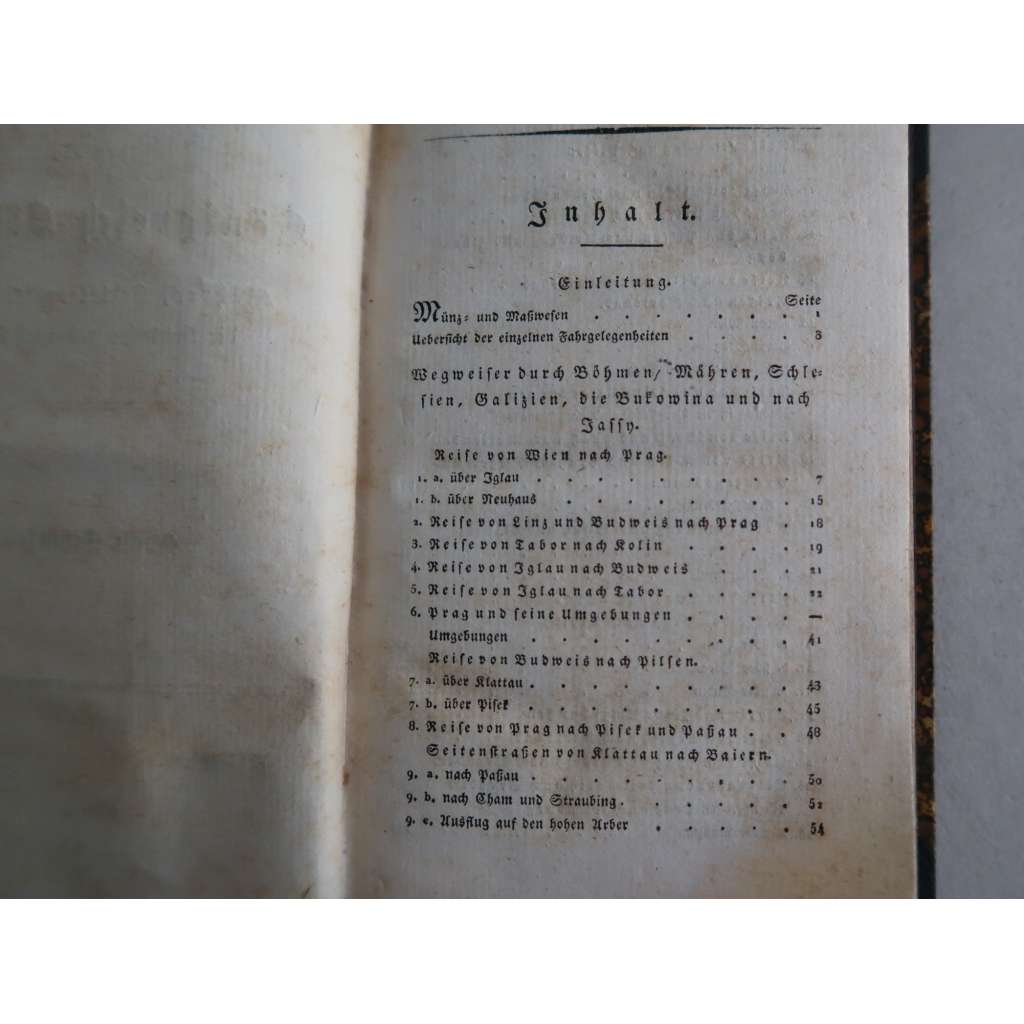 Inhalt.
Einleitung.
Seite
Münz- und Maßwesen . . . . . . . 1
Uebersicht der einzelnen Fahrgelegenheiten . . . . 3
Wegweiser durch Böhmen, Mähren, Schle-
sien, Galizien, die Bukowina und nach
Jassy.
Reise von Wien nach Prag.
1. a. über Iglau . . . . . . . . . 7
1. b. über Neuhaus . . . . . . . . 15
2. Reise von Linz und Budweis nach Prag . 18
3. Reise von Tabor nach Kolin . . . . 19
4. Reise von Iglau nach Budweis . . . 21
5. Reise von Iglau nach Tabor . . . . 22
6. Prag und seine Umgebungen . . . . —
Umgebungen . . . . . . . . . 41
Reise von Budweis nach Pilsen.
7. a. über Klattau . . . . . . . . . 43
7. b. über Pisek . . . . . . . . . 45
8. Reise von Prag nach Pisek und Paßau . . 48
Seitenstraßen von Klattau nach Baiern.
9. a. nach Paßau . . . . . . . . . 50
9. b. nach Cham und Straubing . . . . . 52
9. c. Ausflug auf den hohen Arber . . . . 54